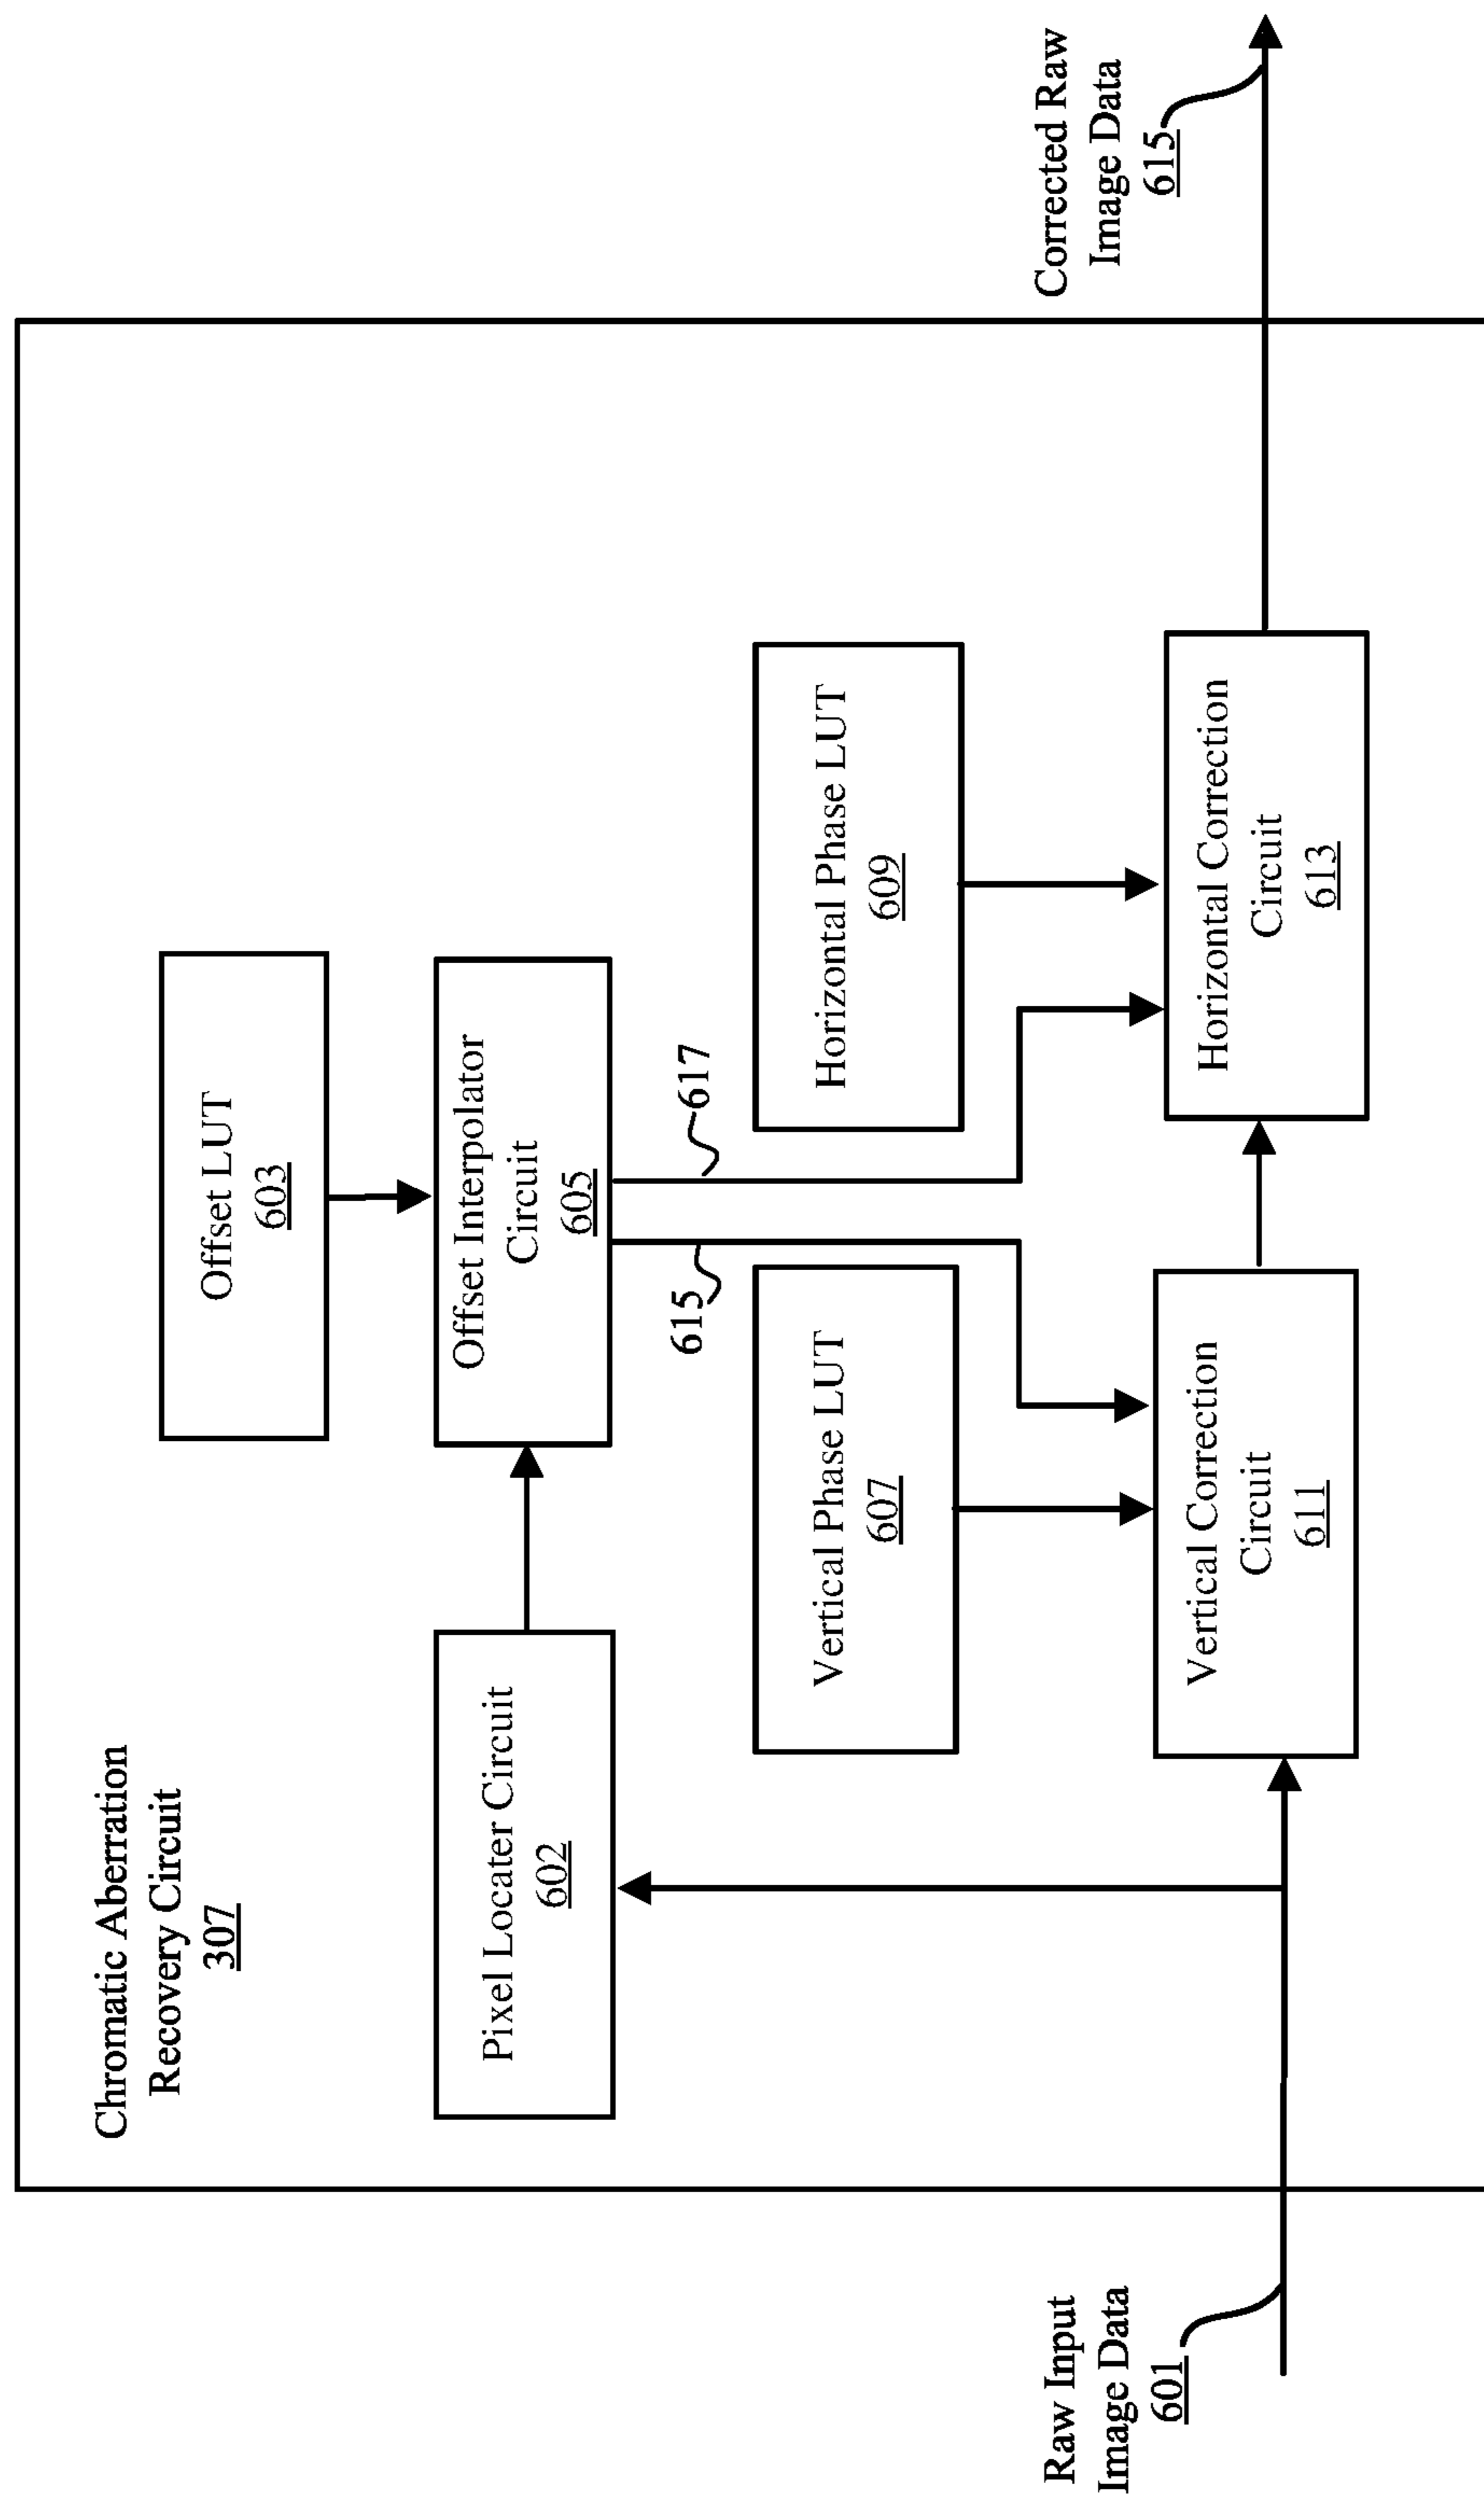 Chromatic Aberration
Recovery Circuit
307
Offset LUT
603
Pixel Locater Circuit
602
Offset Interpolator
Circuit
605
615
617
Vertical Phase LUT
607
Horizontal Phase LUT
609
Raw Input
Image Data
601
Vertical Correction
Circuit
611
Horizontal Correction
Circuit
613
Corrected Raw
Image Data
615